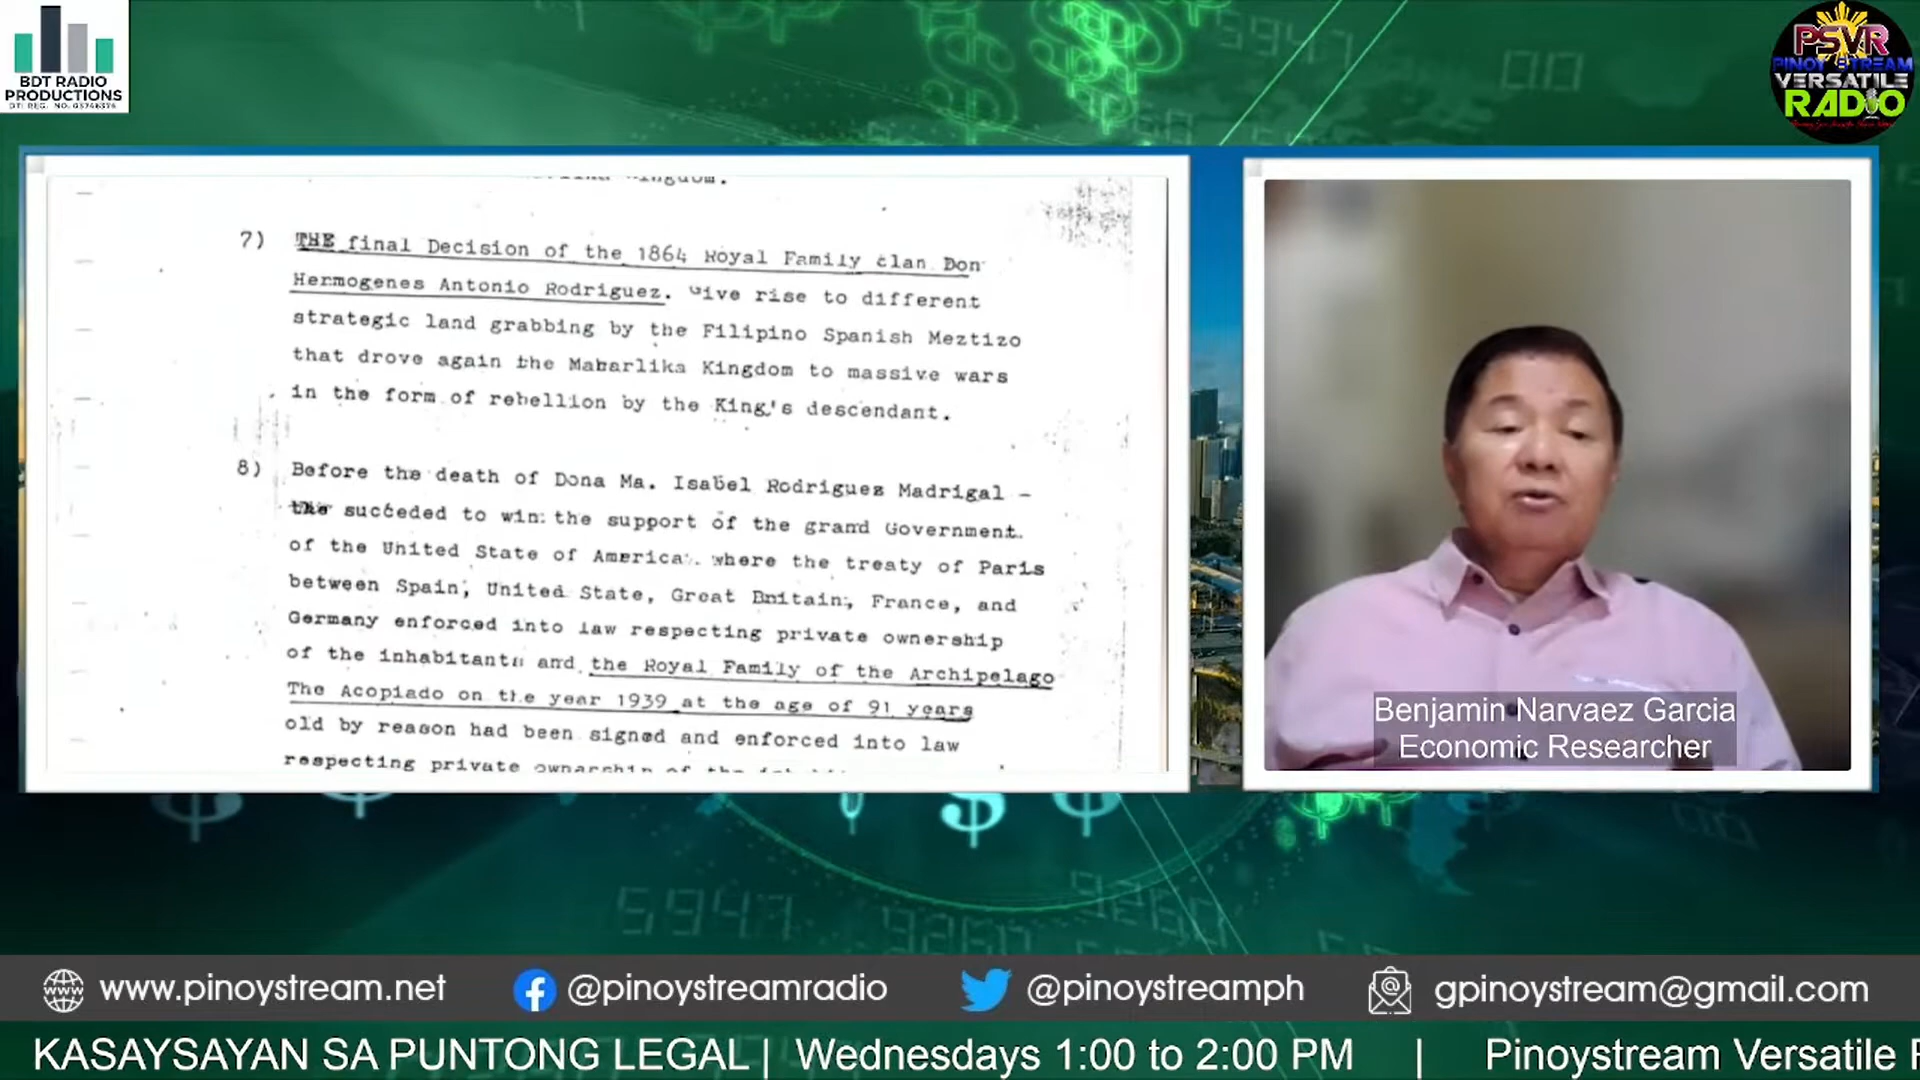 BDT RADIO
PRODUCTIONS
PSVR
PINOY STREAM
VERSATILE
RADIO
7) THE final Decision of the 1864 Royal Family clan Don
Hermogenes Antonio Rodriguez. Give rise to different
strategic land grabbing by the Filipino Spanish Meztizo
that drove again the Maharlika Kingdom to massive wars
in the form of rebellion by the King's descendant.
8) Before the death of Dona Ma. Isabel Rodriguez Madrigal -
succeded to win the support of the grand Government
of the United State of America where the treaty of Paris
between Spain, United State, Great Britain, France, and
Germany enforced into law respecting private ownership
of the inhabitants and the Royal Family of the Archipelago
The Acopiado on the year 1939 at the age of 91 years
old by reason had been signed and enforced into law
respecting private ownership of the
Benjamin Narvaez Garcia
Economic Researcher
www.pinoystream.net
@pinoystreamradio
@pinoystreamph
gpinoystream@gmail.com
KASAYSAYAN SA PUNTONG LEGAL | Wednesdays 1:00 to 2:00 PM | Pinoystream Versatile